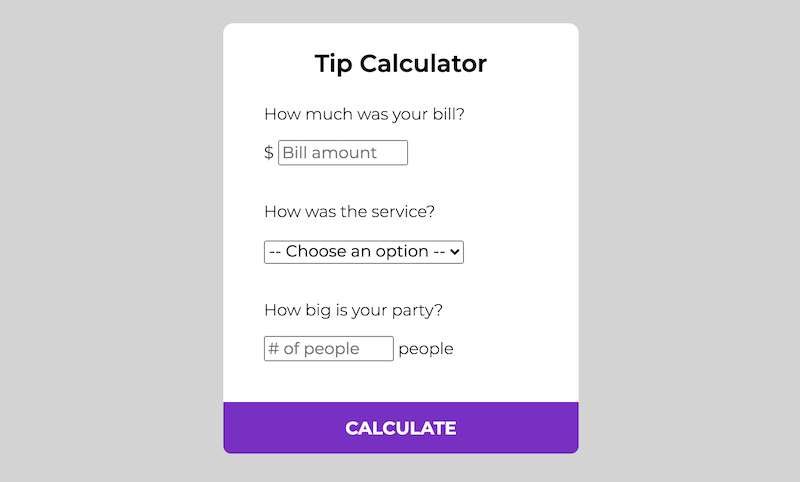 Tip Calculator
How much was your bill?
$ Bill amount
How was the service?
-- Choose an option --
How big is your party?
# of people people
CALCULATE